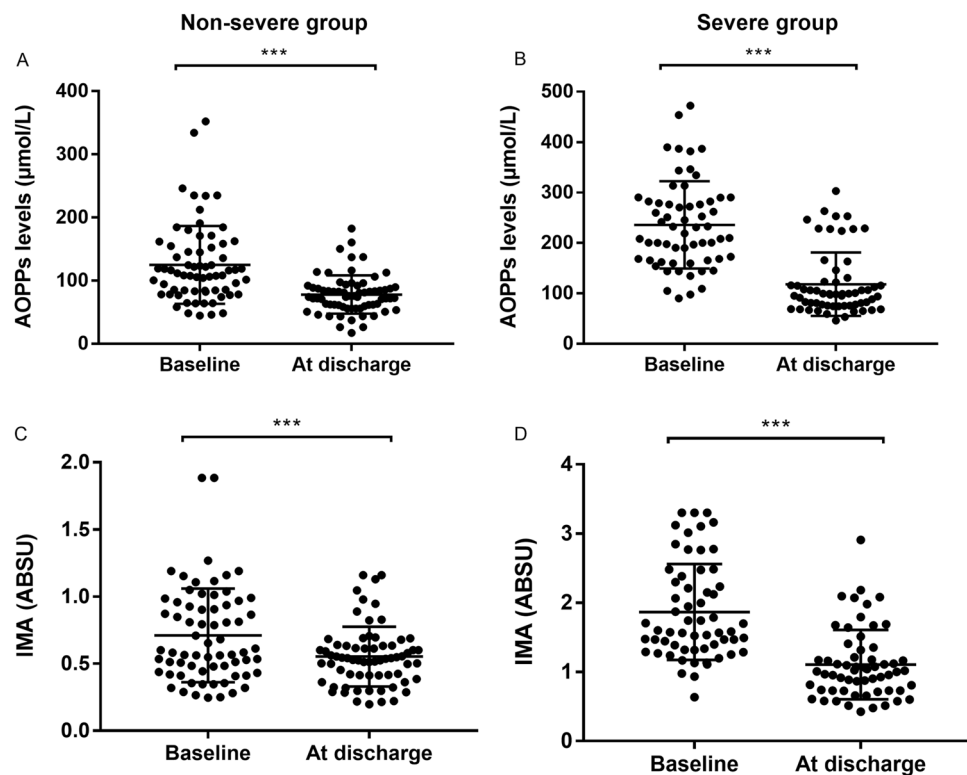 Non-severe group
Severe group
A
***
AOPPs levels (μmol/L)
400
300
200
100
0
Baseline At discharge
B
***
AOPPs levels (μmol/L)
500
400
300
200
100
0
Baseline At discharge
C
***
IMA (ABSU)
2.0
1.5
1.0
0.5
0.0
Baseline At discharge
D
***
IMA (ABSU)
4
3
2
1
0
Baseline At discharge